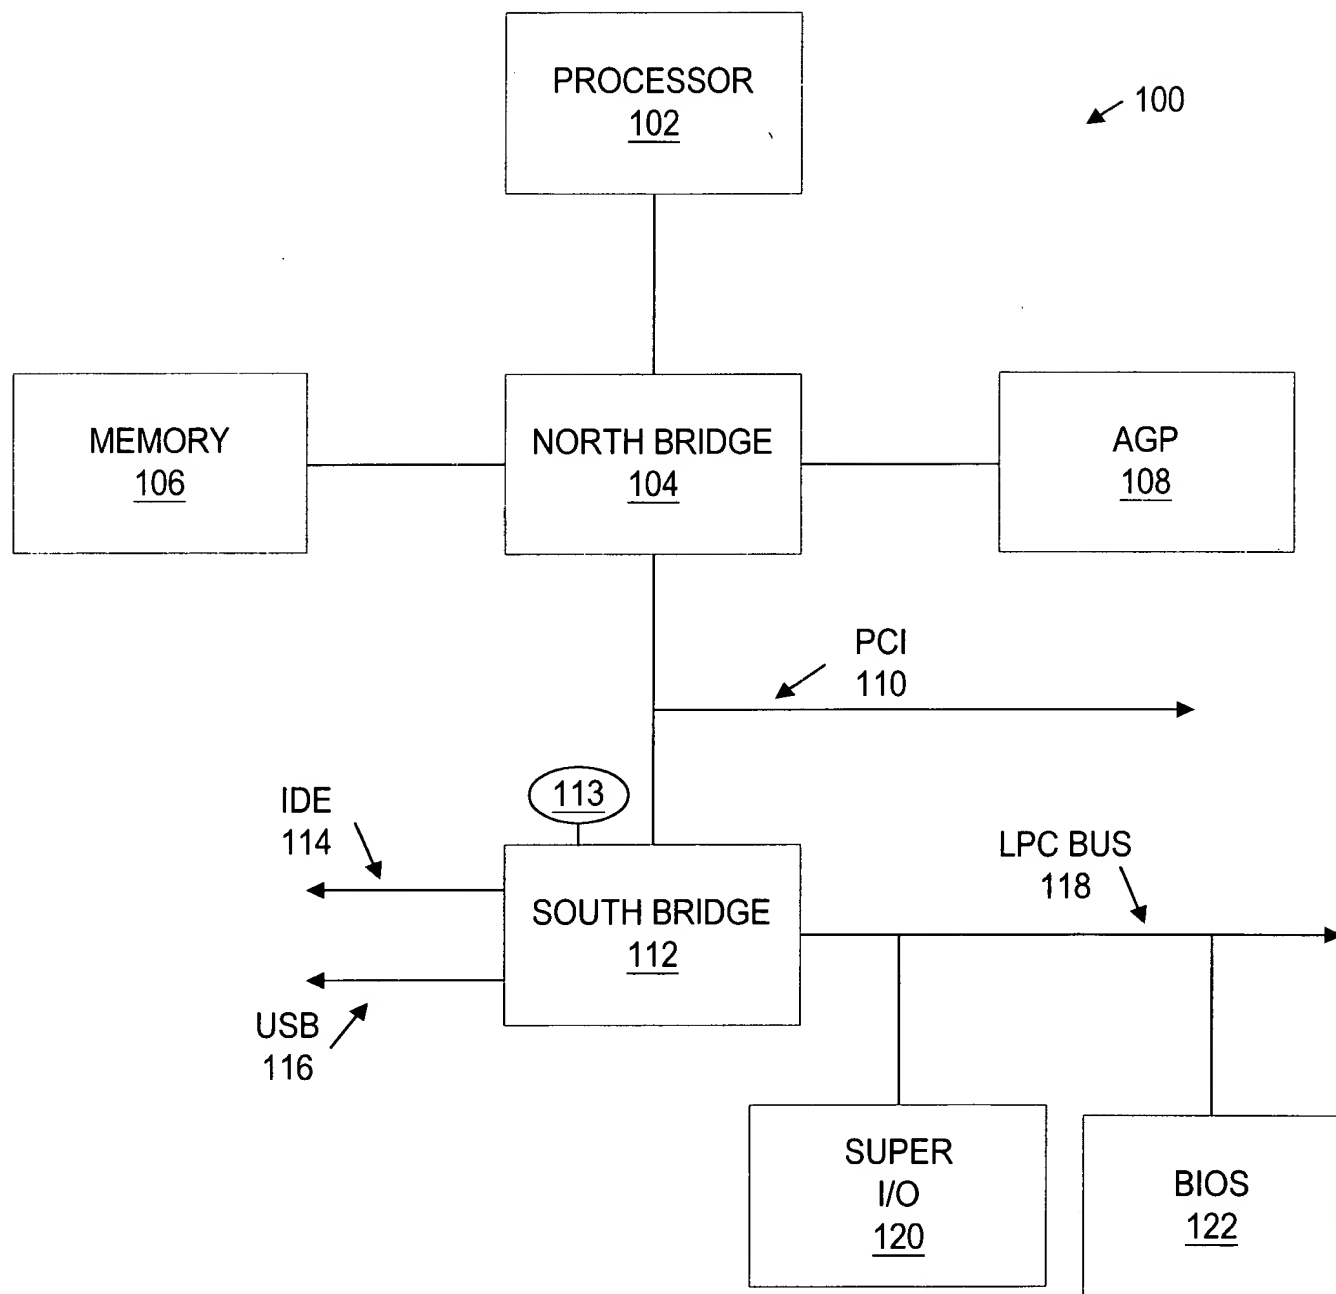 PROCESSOR
102
100
MEMORY
106
NORTH BRIDGE
104
AGP
108
PCI
110
113
IDE
114
SOUTH BRIDGE
112
LPC BUS
118
USB
116
SUPER
I/O
120
BIOS
122